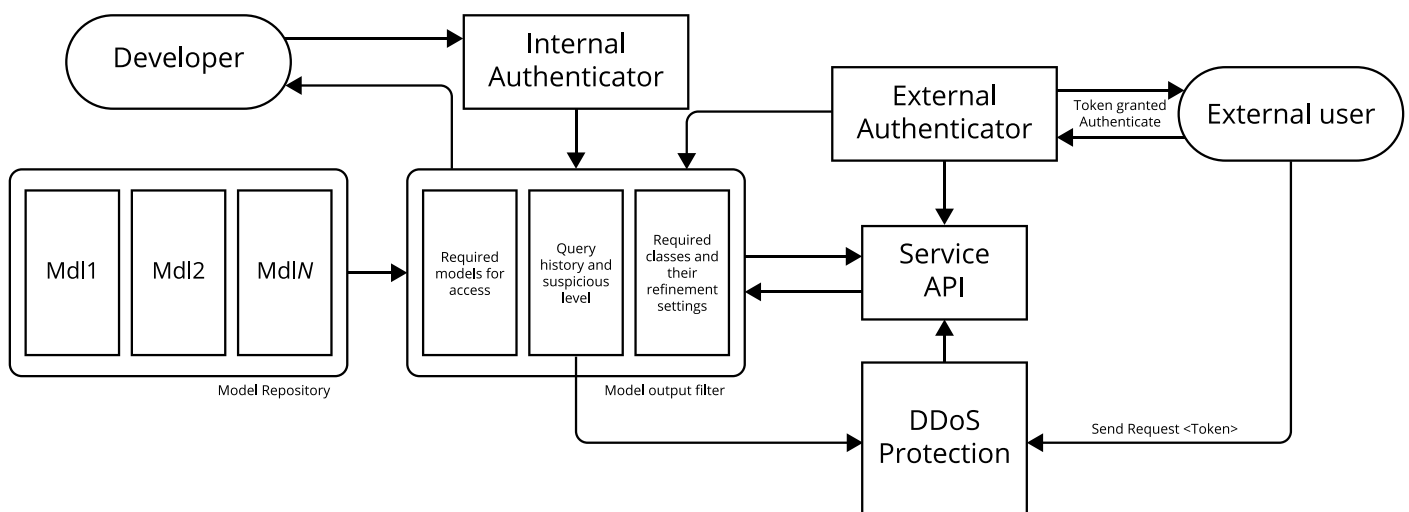 Developer
Internal
Authenticator
External
Authenticator
Token granted
Authenticate
External user
Mdl1
Mdl2
MdlN
Model Repository
Required
models for
access
Query
history and
suspicious
level
Required
classes and
their
refinement
settings
Model output filter
Service
API
DDoS
Protection
Send Request <Token>